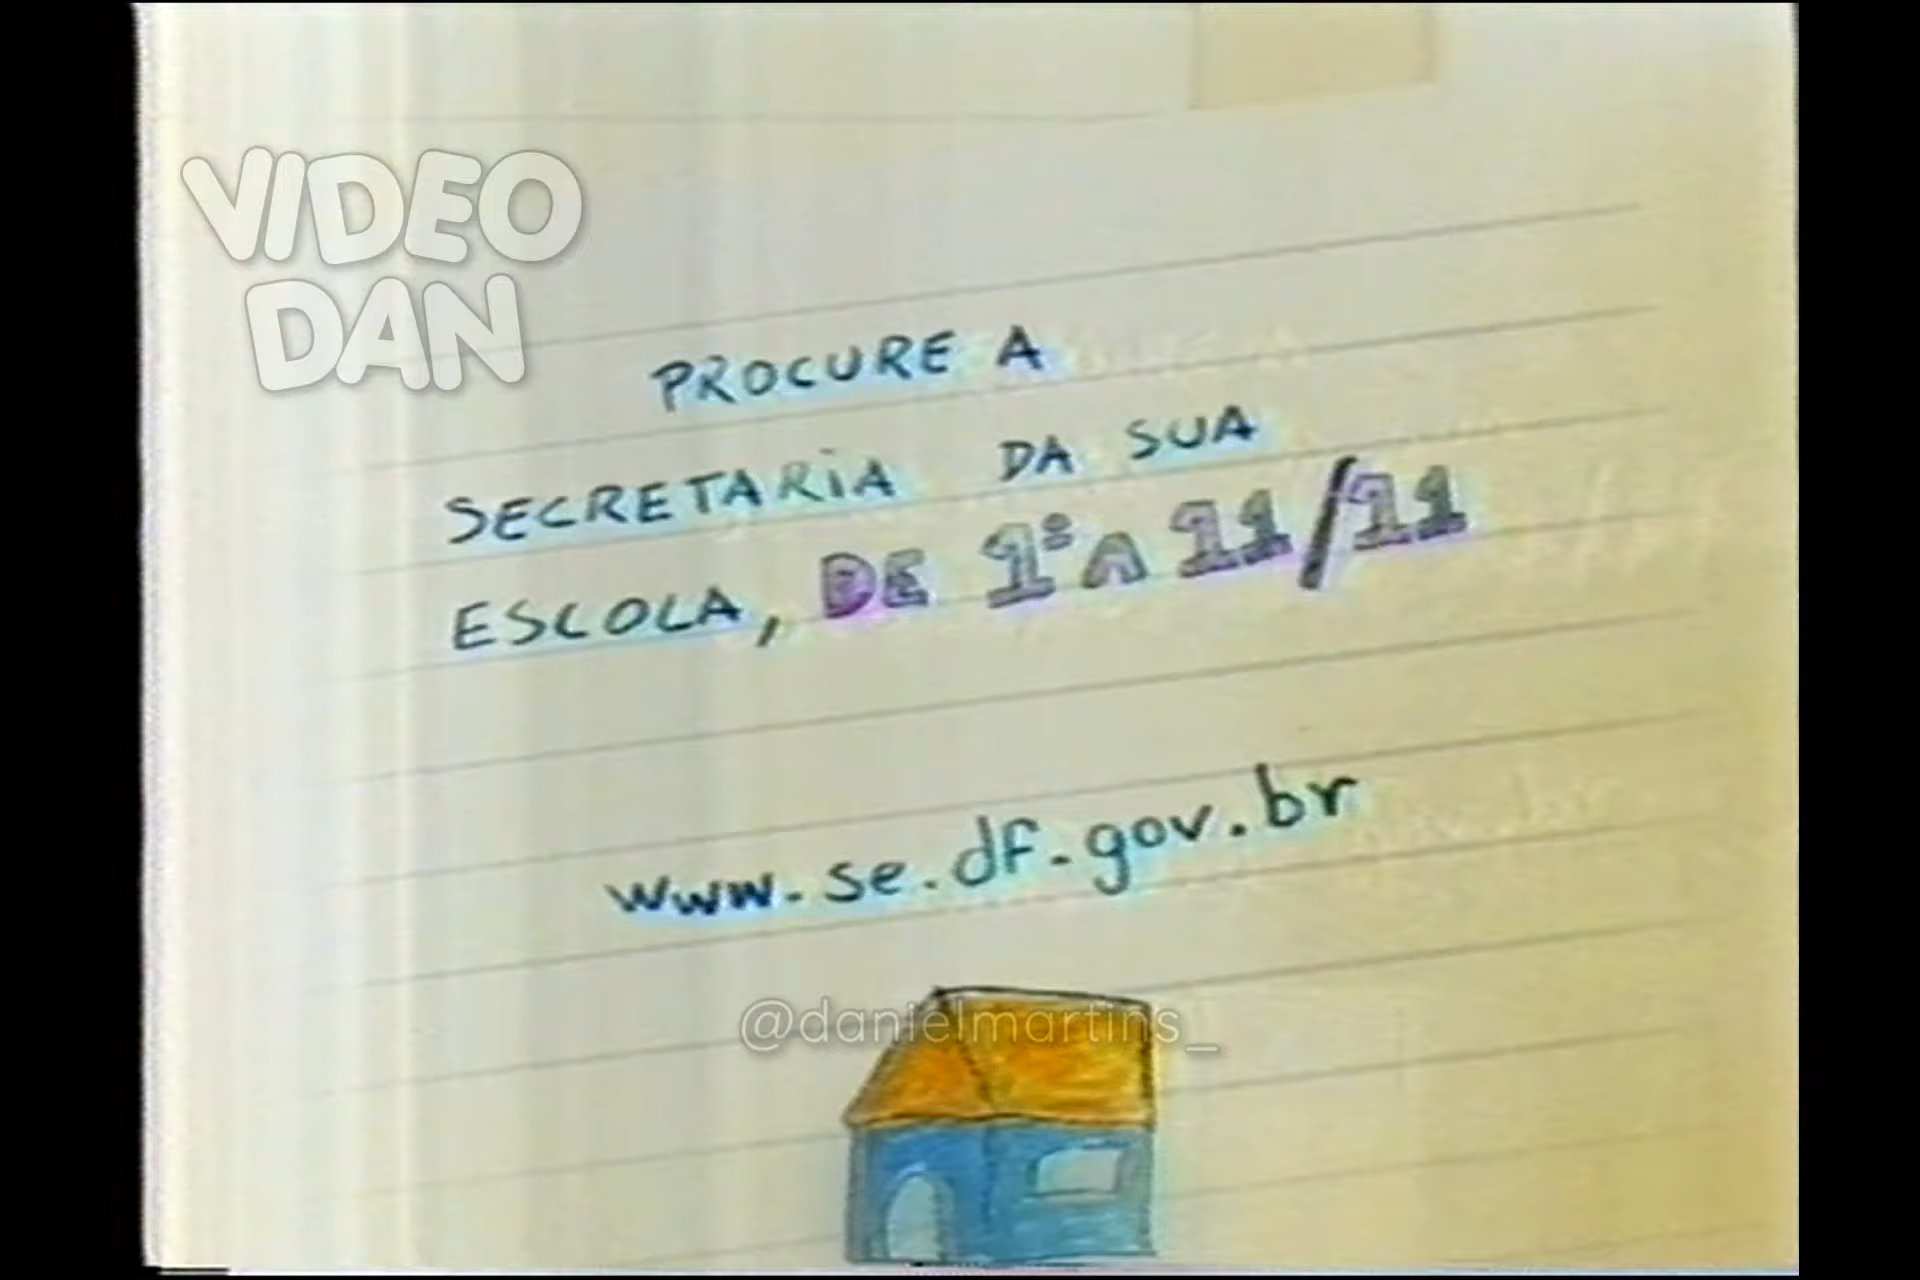 VIDEO
DAN
PROCURE A
SECRETARIA DA SUA
ESCOLA, DE 1º A 11/11
www.se.df.gov.br
@danielmartins_